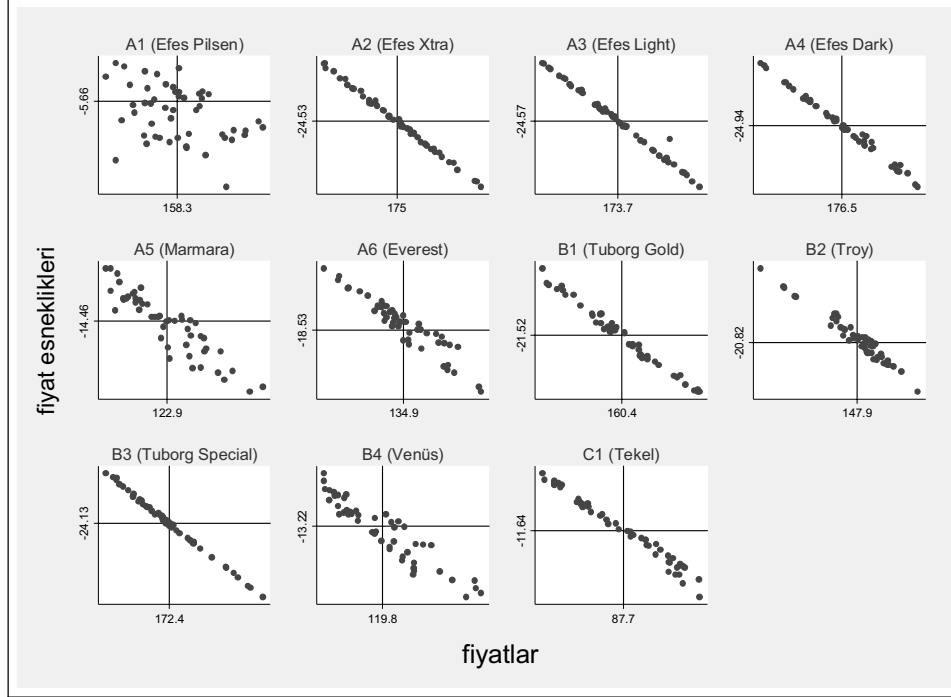 A1 (Efes Pilsen)
-5.66
158.3
A2 (Efes Xtra)
-24.53
175
A3 (Efes Light)
-24.57
173.7
A4 (Efes Dark)
-24.94
176.5
fiyat esneklikleri
A5 (Marmara)
-14.46
122.9
A6 (Everest)
-18.53
134.9
B1 (Tuborg Gold)
-21.52
160.4
B2 (Troy)
-20.82
147.9
B3 (Tuborg Special)
-24.13
172.4
B4 (Venüs)
-13.22
119.8
C1 (Tekel)
-11.64
87.7
fiyatlar